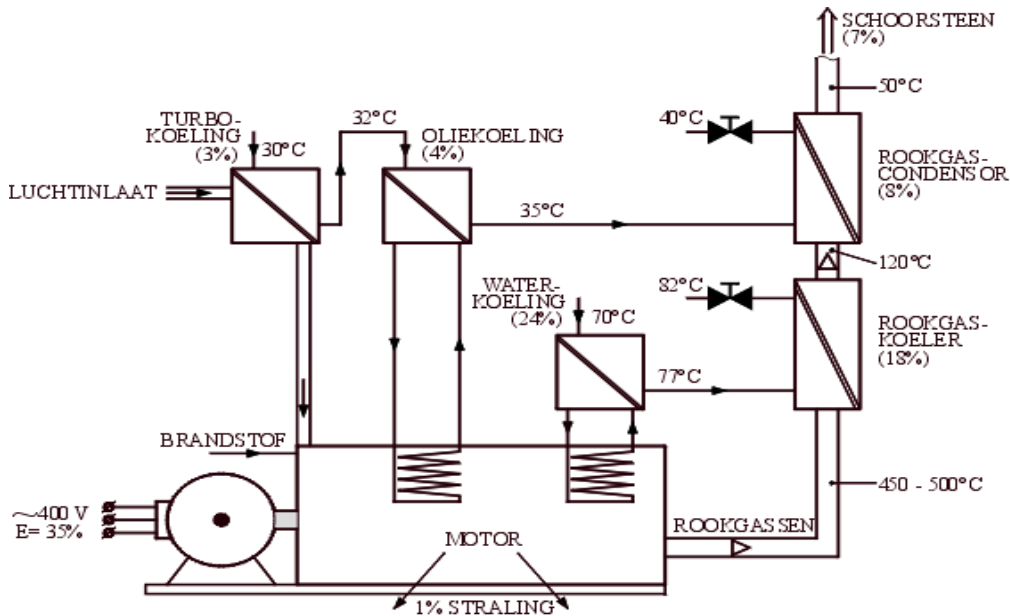 SCHOORSTEEN
(7%)
50°C
TURBO-
KOELING
(3%)
30°C
32°C
OLIEKOELING
(4%)
40°C
ROOKGAS-
CONDENSOR
(8%)
LUCHTINLAAT
35°C
120°C
WATER-
KOELING
(24%)
70°C
82°C
ROOKGAS-
KOELER
(18%)
77°C
BRANDSTOF
450 - 500°C
~400 V
E= 35%
MOTOR
ROOKGASSEN
1% STRALING